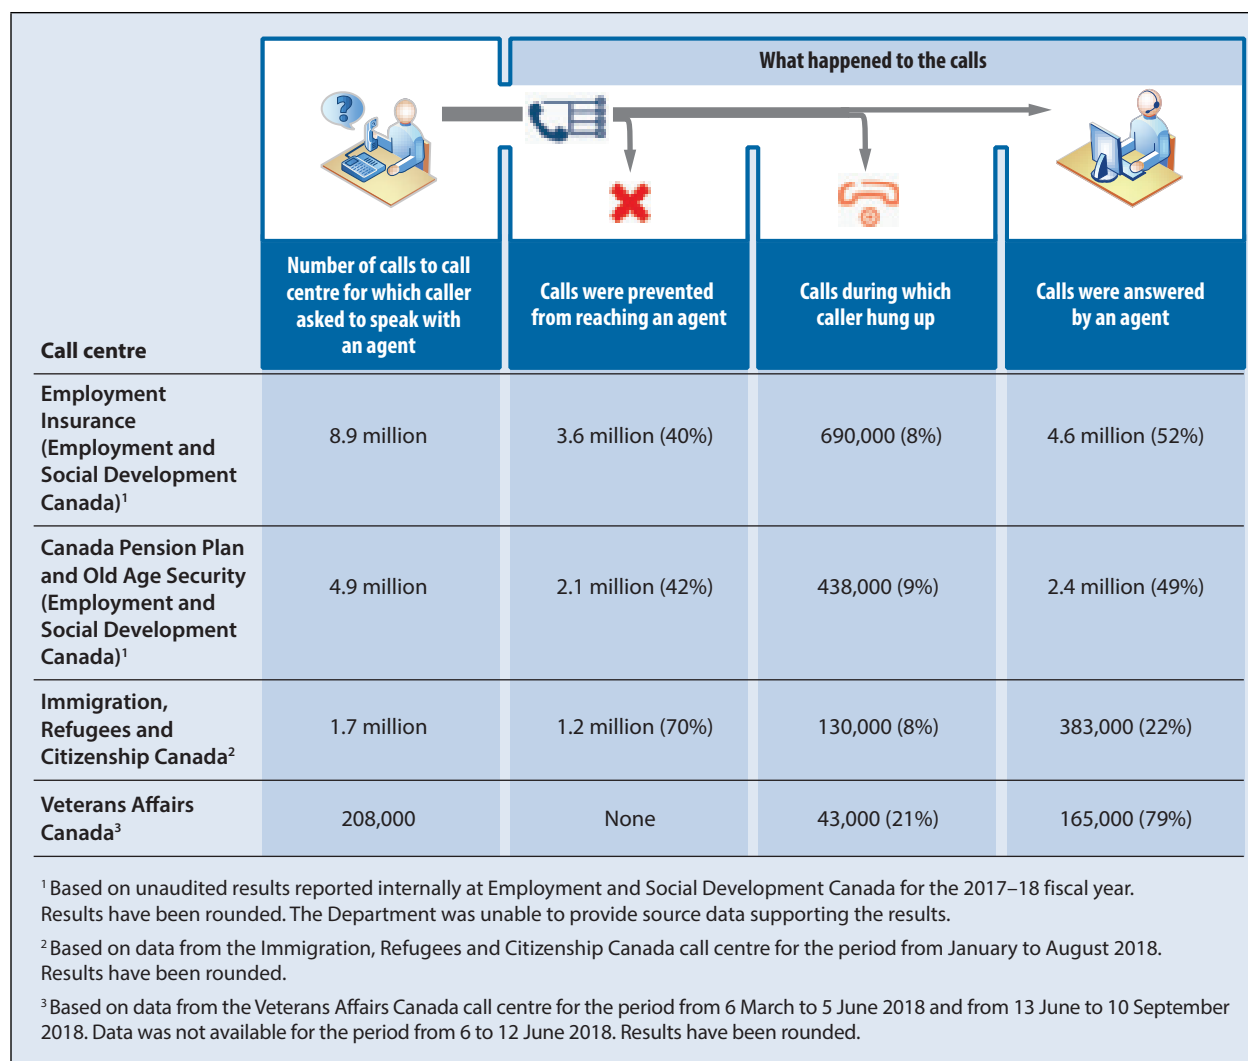 What happened to the calls
?
Number of calls to call
centre for which caller
asked to speak with
an agent
Calls were prevented
from reaching an agent
Calls during which
caller hung up
Calls were answered
by an agent
Call centre
Employment
Insurance
(Employment and
Social Development
Canada)¹
8.9 million
3.6 million (40%)
690,000 (8%)
4.6 million (52%)
Canada Pension Plan
and Old Age Security
(Employment and
Social Development
Canada)¹
4.9 million
2.1 million (42%)
438,000 (9%)
2.4 million (49%)
Immigration,
Refugees and
Citizenship Canada²
1.7 million
1.2 million (70%)
130,000 (8%)
383,000 (22%)
Veterans Affairs
Canada³
208,000
None
43,000 (21%)
165,000 (79%)
¹ Based on unaudited results reported internally at Employment and Social Development Canada for the 2017–18 fiscal year.
Results have been rounded. The Department was unable to provide source data supporting the results.
² Based on data from the Immigration, Refugees and Citizenship Canada call centre for the period from January to August 2018.
Results have been rounded.
³ Based on data from the Veterans Affairs Canada call centre for the period from 6 March to 5 June 2018 and from 13 June to 10 September
2018. Data was not available for the period from 6 to 12 June 2018. Results have been rounded.